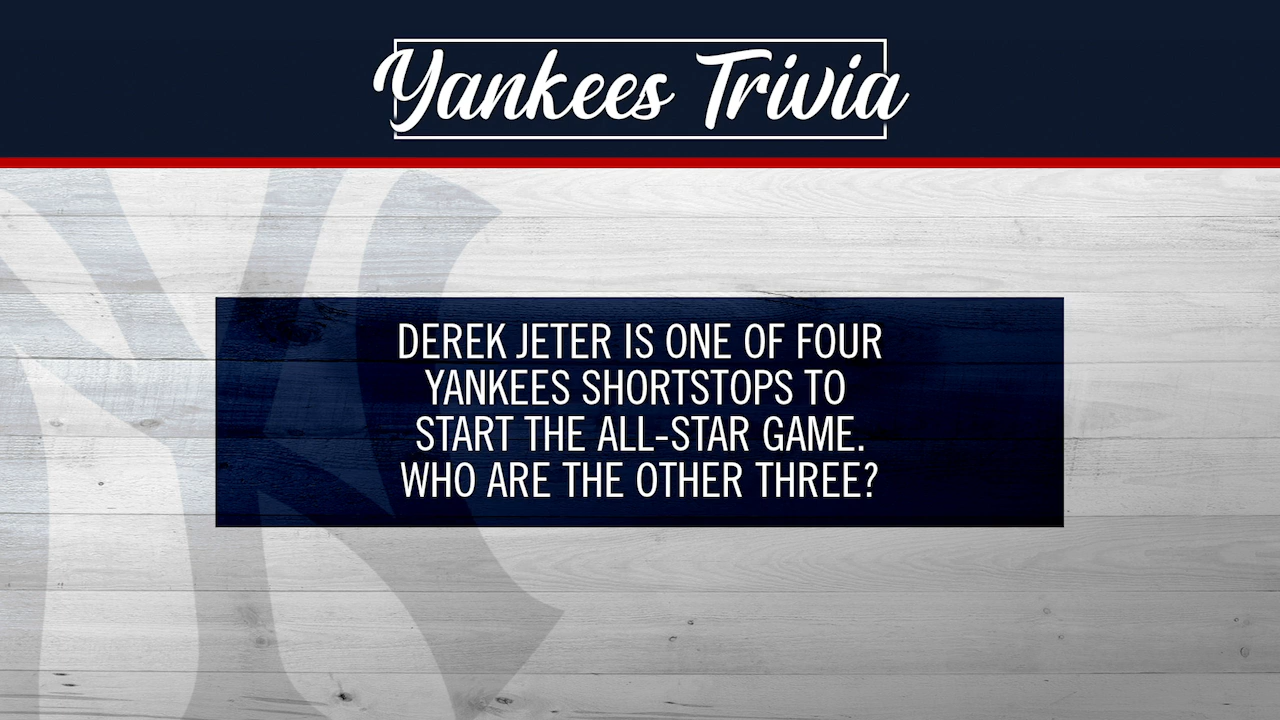 Yankees Trivia
DEREK JETER IS ONE OF FOUR
YANKEES SHORTSTOPS TO
START THE ALL-STAR GAME.
WHO ARE THE OTHER THREE?